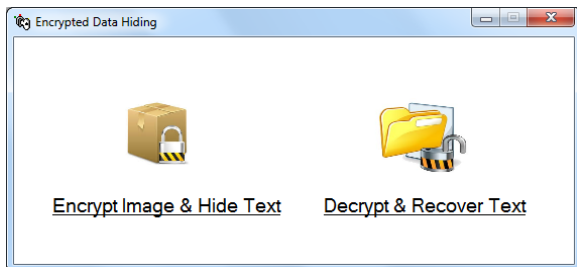 Encrypted Data Hiding
Encrypt Image & Hide Text
Decrypt & Recover Text